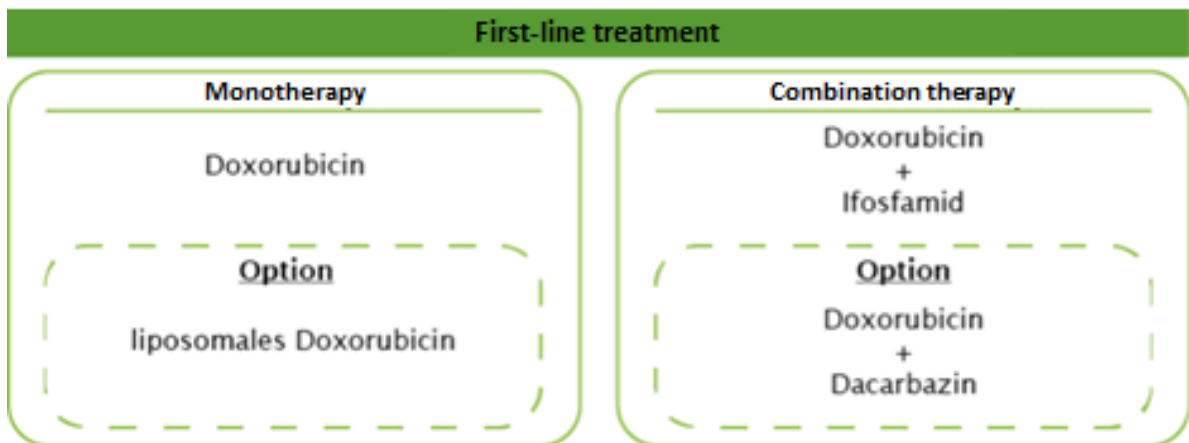 First-line treatment
Monotherapy
Doxorubicin
Option
liposomales Doxorubicin
Combination therapy
Doxorubicin
+
Ifosfamid
Option
Doxorubicin
+
Dacarbazin